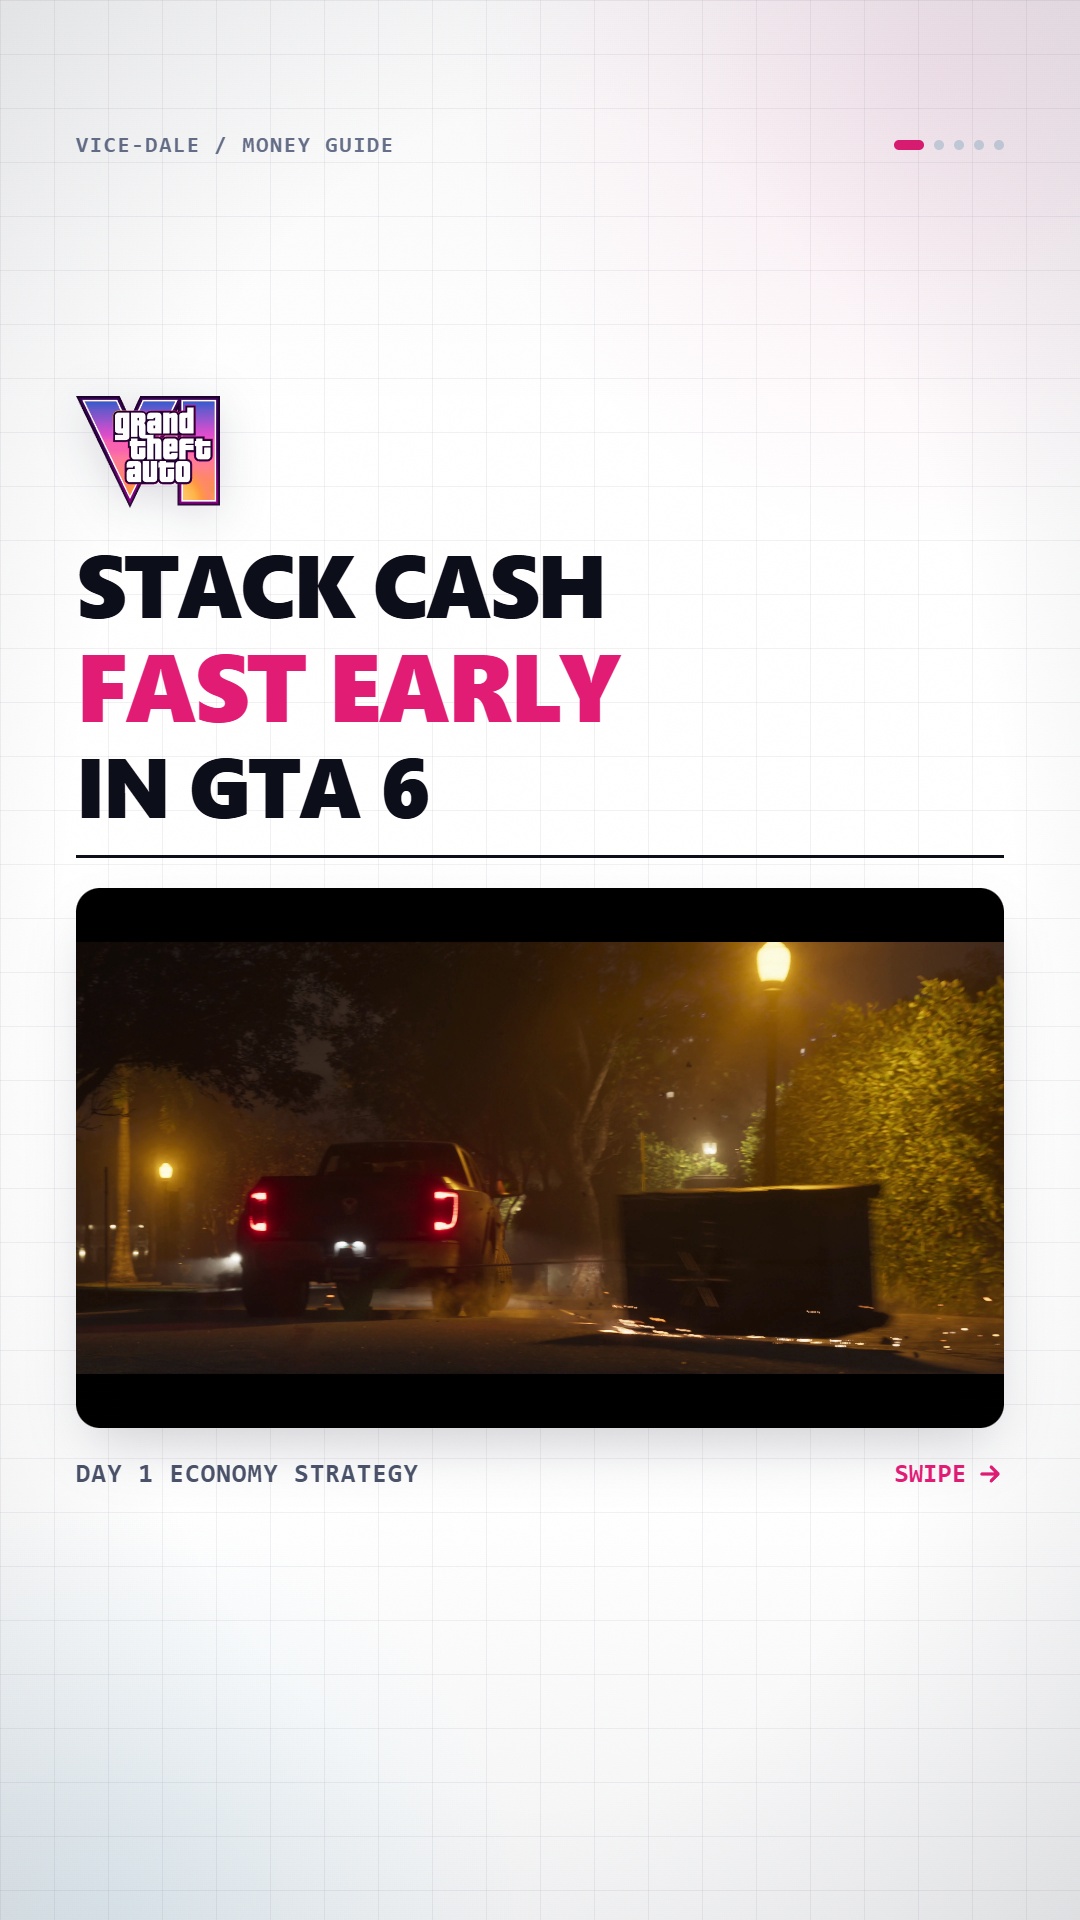 VICE-DALE / MONEY GUIDE
grand
theft
auto
VI
STACK CASH
FAST EARLY
IN GTA 6
DAY 1 ECONOMY STRATEGY
SWIPE →